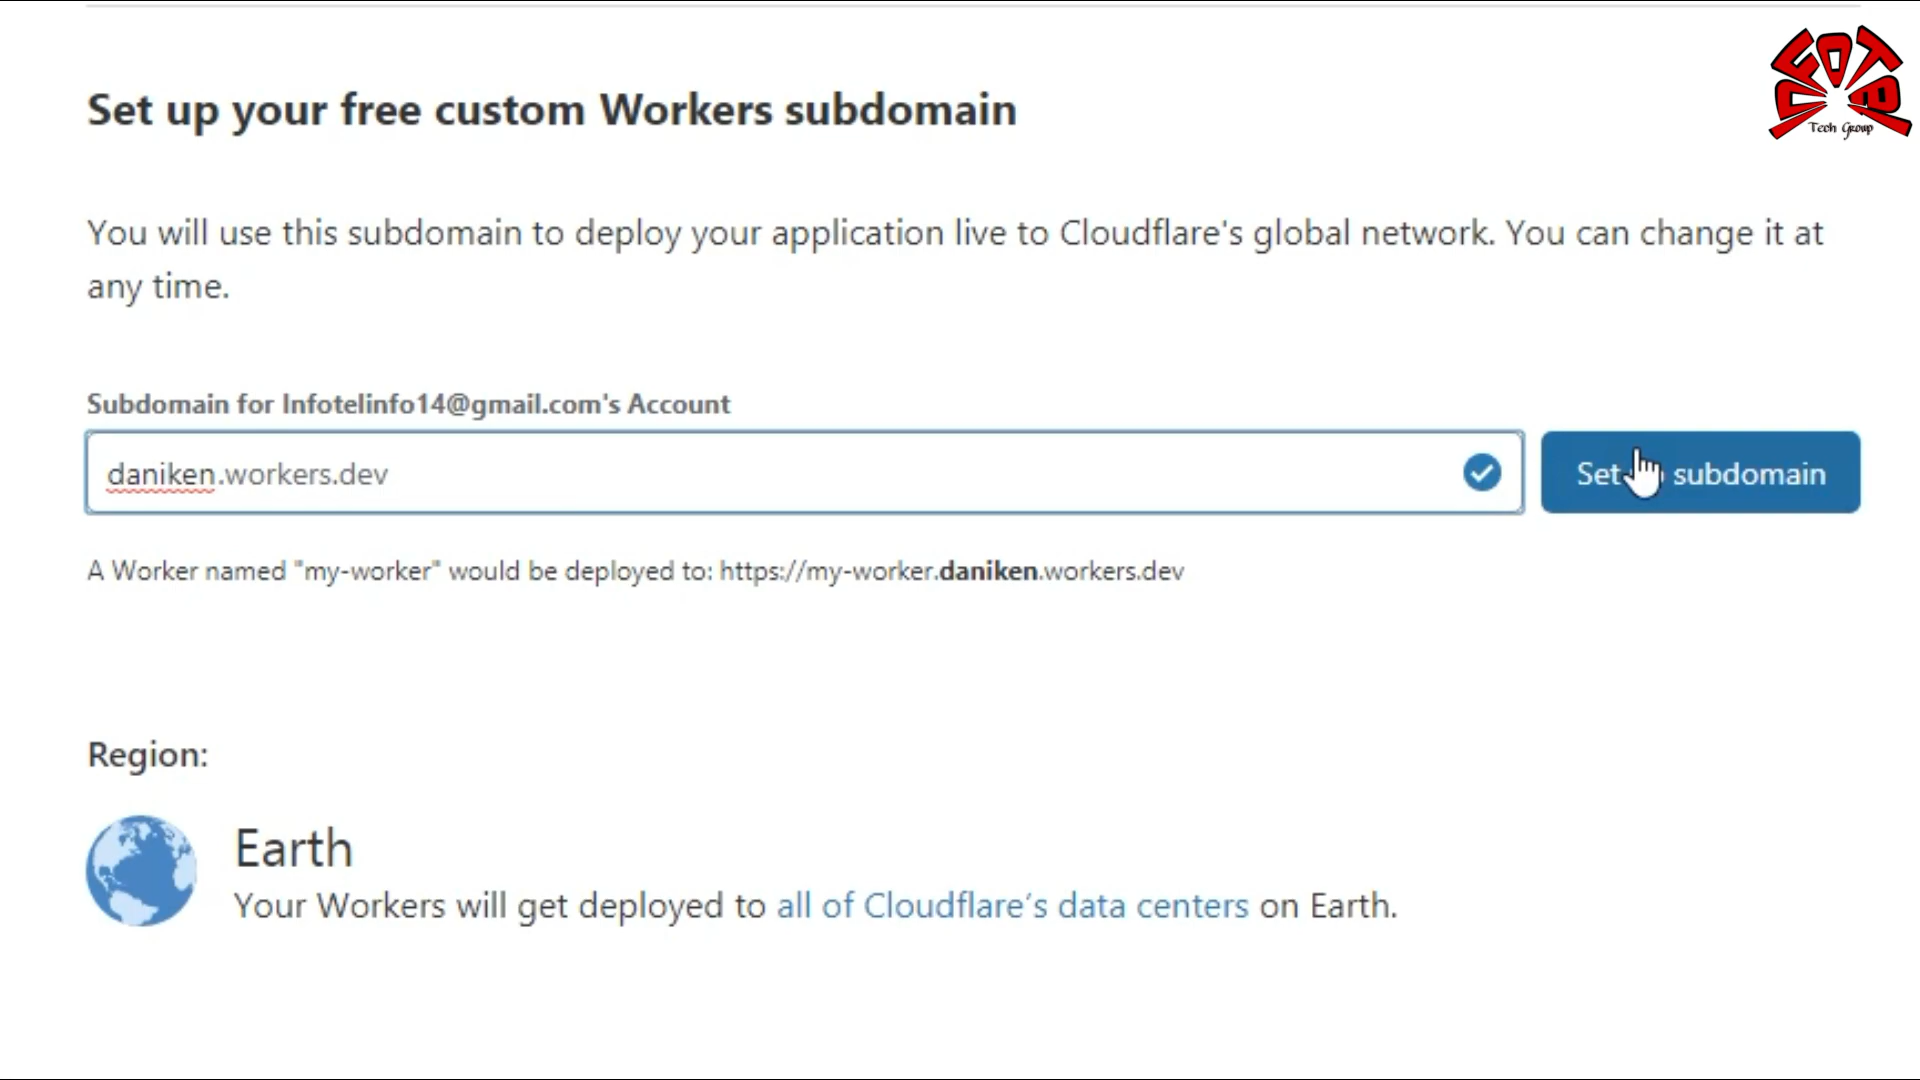 Set up your free custom Workers subdomain
You will use this subdomain to deploy your application live to Cloudflare's global network. You can change it at
any time.
Subdomain for Infotelinfo14@gmail.com's Account
daniken.workers.dev
Set subdomain
A Worker named "my-worker" would be deployed to: https://my-worker.daniken.workers.dev
Region:
Earth
Your Workers will get deployed to all of Cloudflare’s data centers on Earth.
Tech Group